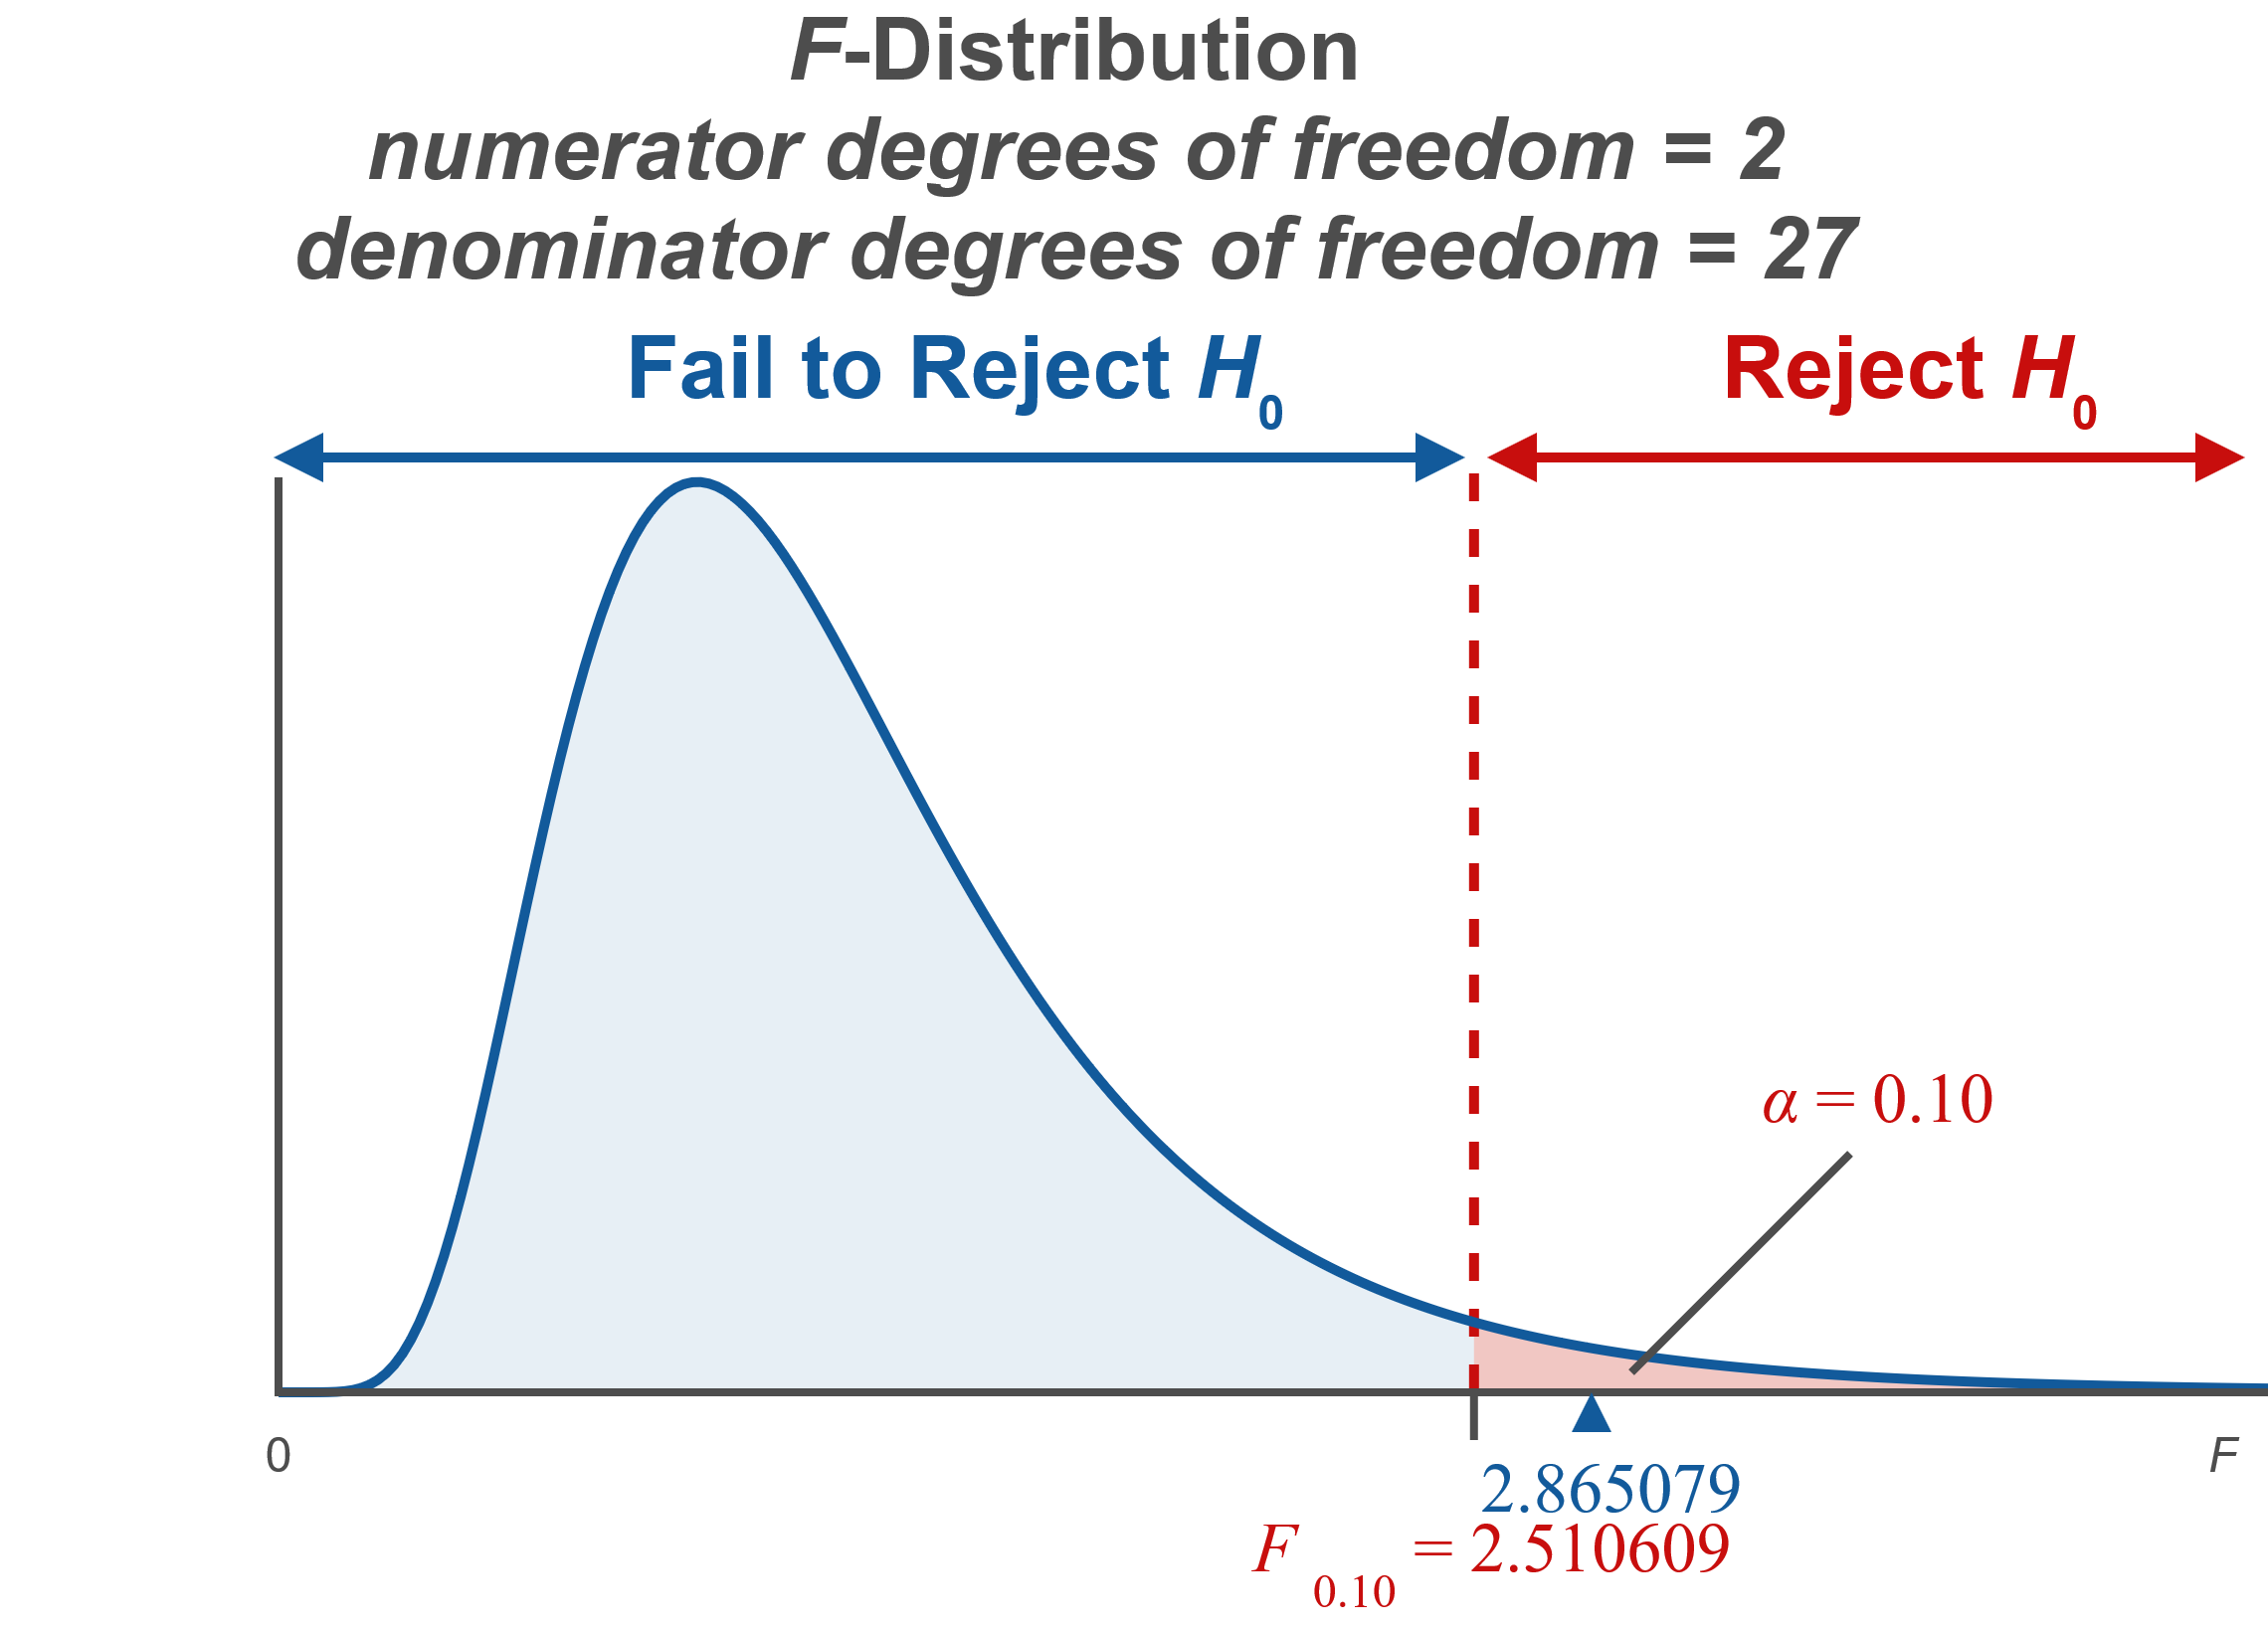 F-Distribution
numerator degrees of freedom = 2
denominator degrees of freedom = 27
Fail to Reject H0
Reject H0
α = 0.10
0
F
2.865079
F 0.10 = 2.510609